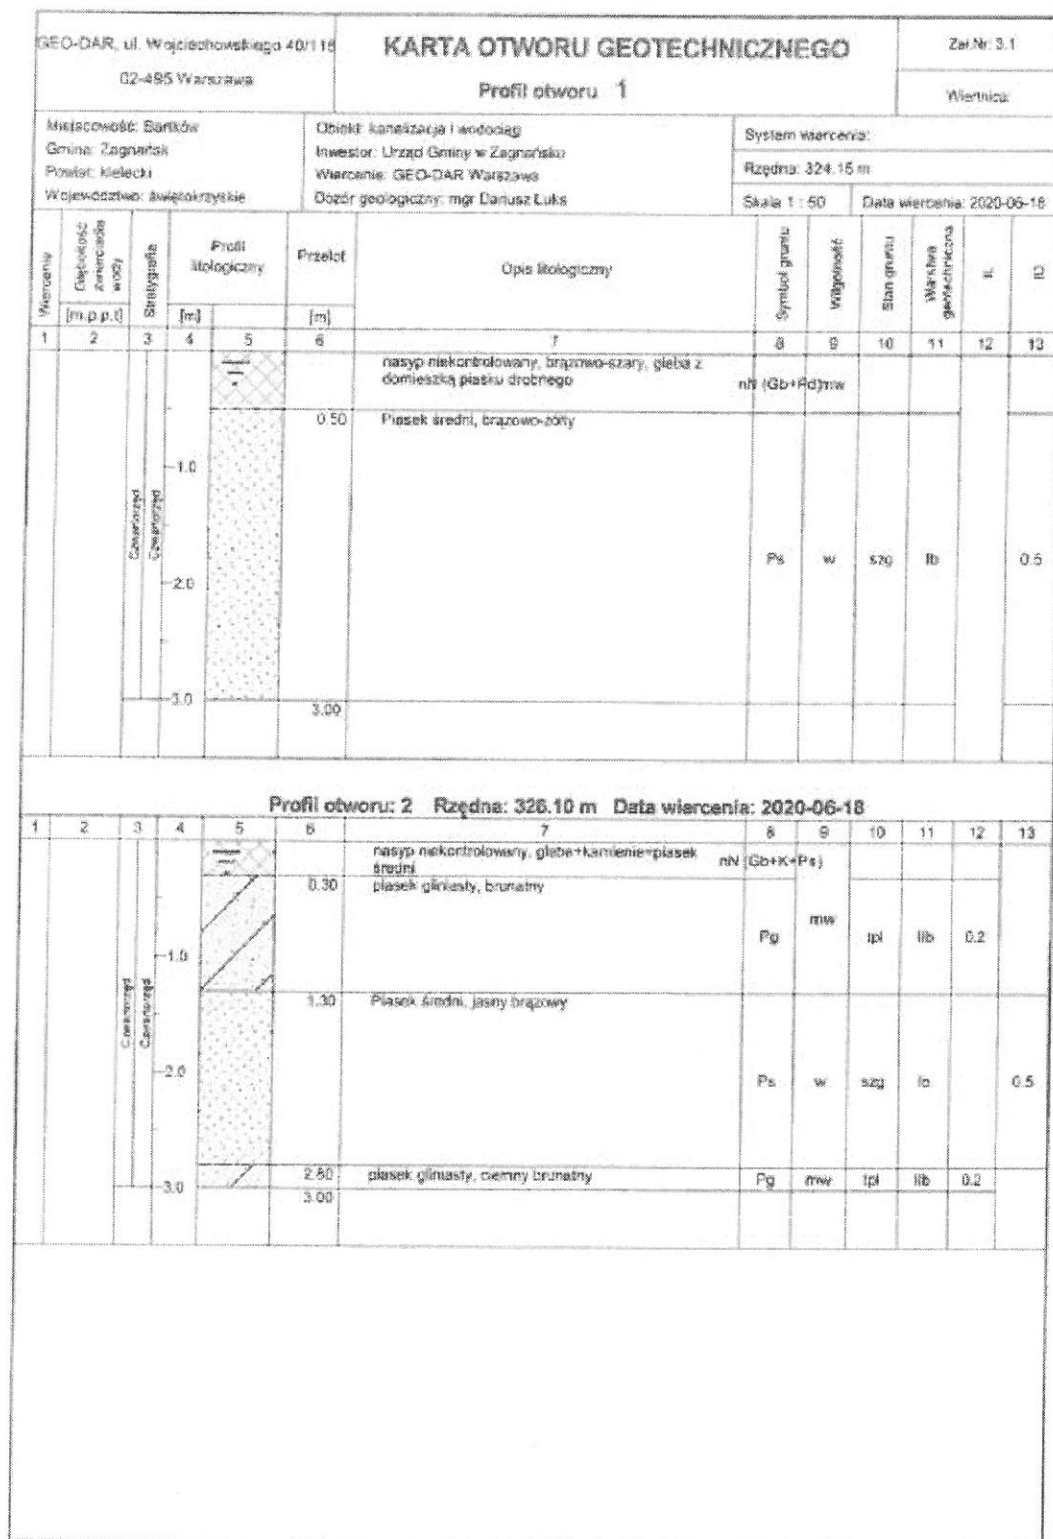 GEO-DAR, ul. Wojciechowskiego 40/116
02-495 Warszawa
KARTA OTWORU GEOTECHNICZNEGO
Profil otworu 1
Zał.Nr: 3.1
Wiertnica:
Miejscowość: Bartków
Gmina: Zagnańsk
Powiat: kielecki
Województwo: świętokrzyskie
Obiekt: kanalizacja i wodociąg
Inwestor: Urząd Gminy w Zagnańsku
Wiercenie: GEO-DAR Warszawa
Dozór geologiczny: mgr Dariusz Łuks
System wiercenia:
Rzędna: 324.15 m
Skala 1 : 50 Data wiercenia: 2020-06-18
Wiercenie
Głębokość zwierciadła wody
[m.p.p.t]
Stratygrafia
Profil litologiczny
[m]
Przelot
[m]
Opis litologiczny
Symbol gruntu
Wilgotność
Stan gruntu
Warstwa geotechniczna
IL
ID
1 2 3 4 5 6 7 8 9 10 11 12 13
nasyp niekontrolowany, brązowo-szary, gleba z
domieszką piasku drobnego
nN (Gb+Pd) mw
0.50 Piasek średni, brązowo-żółty
1.0
Czwartorzęd
Czwartorzęd
Ps w szg Ib 0.5
2.0
3.0
3.00
Profil otworu: 2 Rzędna: 326.10 m Data wiercenia: 2020-06-18
1 2 3 4 5 6 7 8 9 10 11 12 13
nasyp niekontrolowany, gleba+kamienie+piasek
średni
nN (Gb+K+Ps)
0.30 piasek gliniasty, brunatny
Pg mw tpl IIb 0.2
1.0
1.30 Piasek średni, jasny brązowy
Czwartorzęd
Czwartorzęd
2.0
Ps w szg Ib 0.5
2.80 piasek gliniasty, ciemny brunatny Pg mw tpl IIb 0.2
3.0
3.00